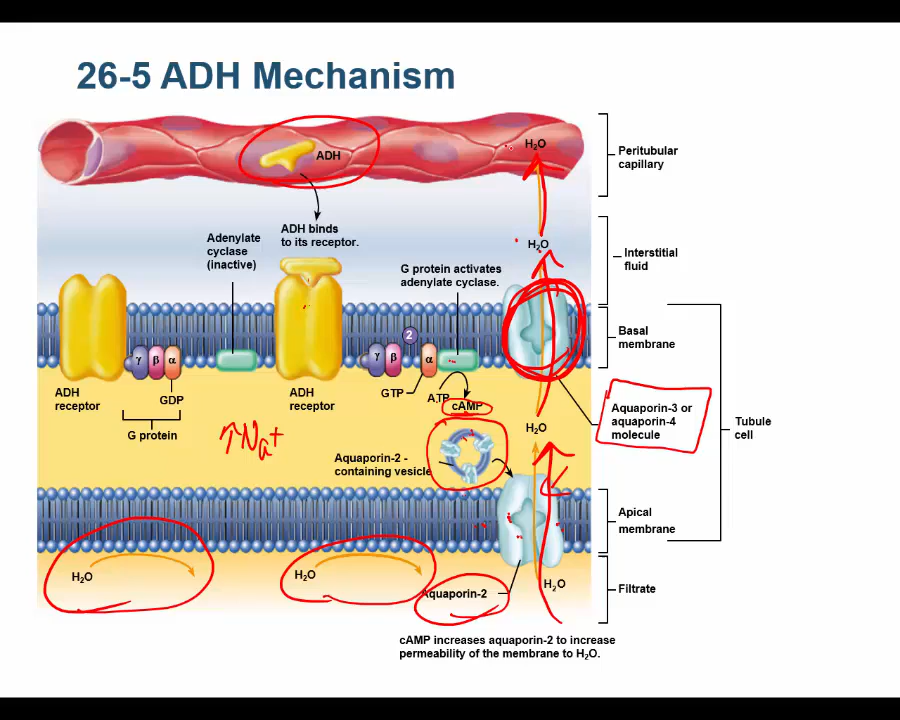 26-5 ADH Mechanism
H₂O
ADH
Peritubular
capillary
ADH binds
to its receptor.
Adenylate
cyclase
(inactive)
H₂O
Interstitial
fluid
G protein activates
adenylate cyclase.
Basal
membrane
2
γ
β
α
γ
β
α
GDP
GTP
ATP
cAMP
ADH
receptor
G protein
ADH
receptor
↑Na+
H₂O
Aquaporin-3 or
aquaporin-4
molecule
Tubule
cell
Aquaporin-2 -
containing vesicle
Apical
membrane
H₂O
H₂O
H₂O
Aquaporin-2
Filtrate
cAMP increases aquaporin-2 to increase
permeability of the membrane to H₂O.